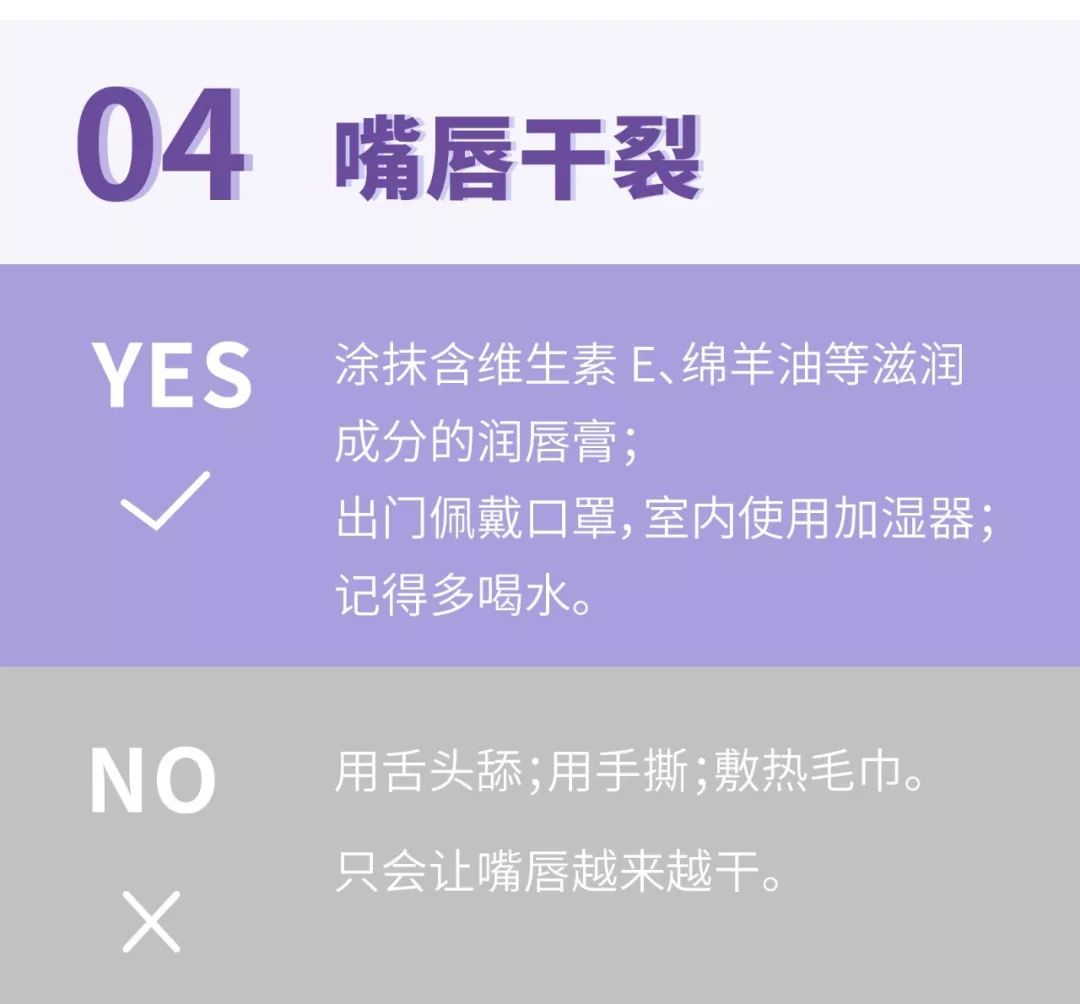 04 嘴唇干裂
YES
涂抹含维生素 E、绵羊油等滋润
成分的润唇膏；
出门佩戴口罩，室内使用加湿器；
记得多喝水。
NO
用舌头舔；用手撕；敷热毛巾。
只会让嘴唇越来越干。